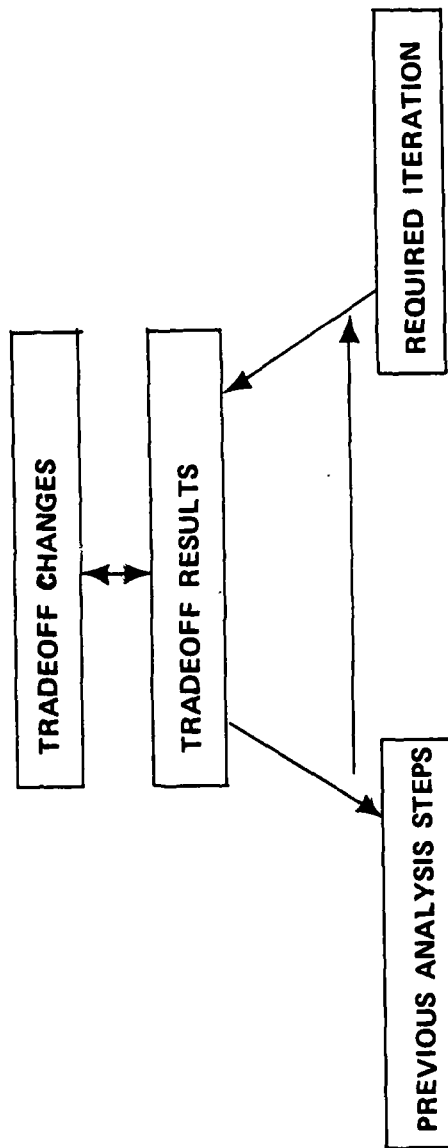 TRADEOFF CHANGES
TRADEOFF RESULTS
PREVIOUS ANALYSIS STEPS
REQUIRED ITERATION